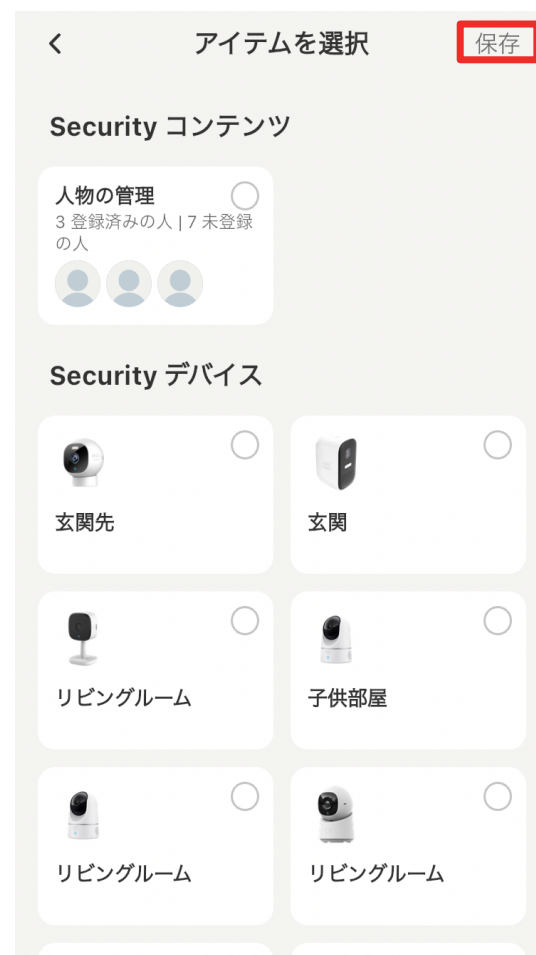 アイテムを選択
保存
Security コンテンツ
人物の管理
3 登録済みの人 | 7 未登録
の人
Security デバイス
玄関先
玄関
リビングルーム
子供部屋
リビングルーム
リビングルーム